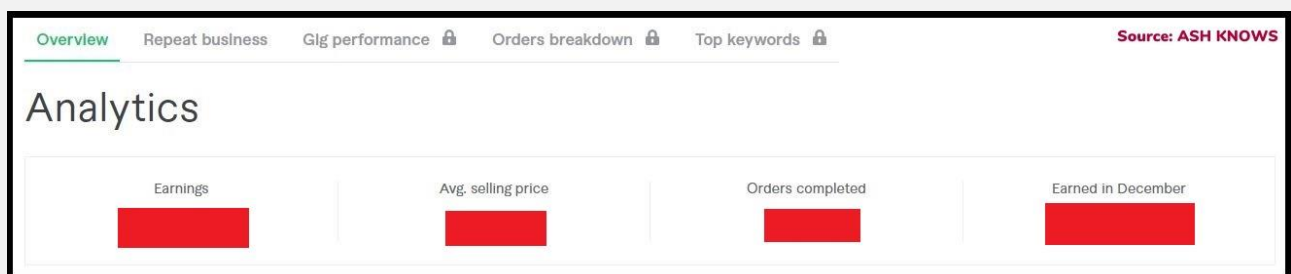 Overview Repeat business Gig performance Orders breakdown Top keywords Source: ASH KNOWS
Analytics
Earnings Avg. selling price Orders completed Earned in December